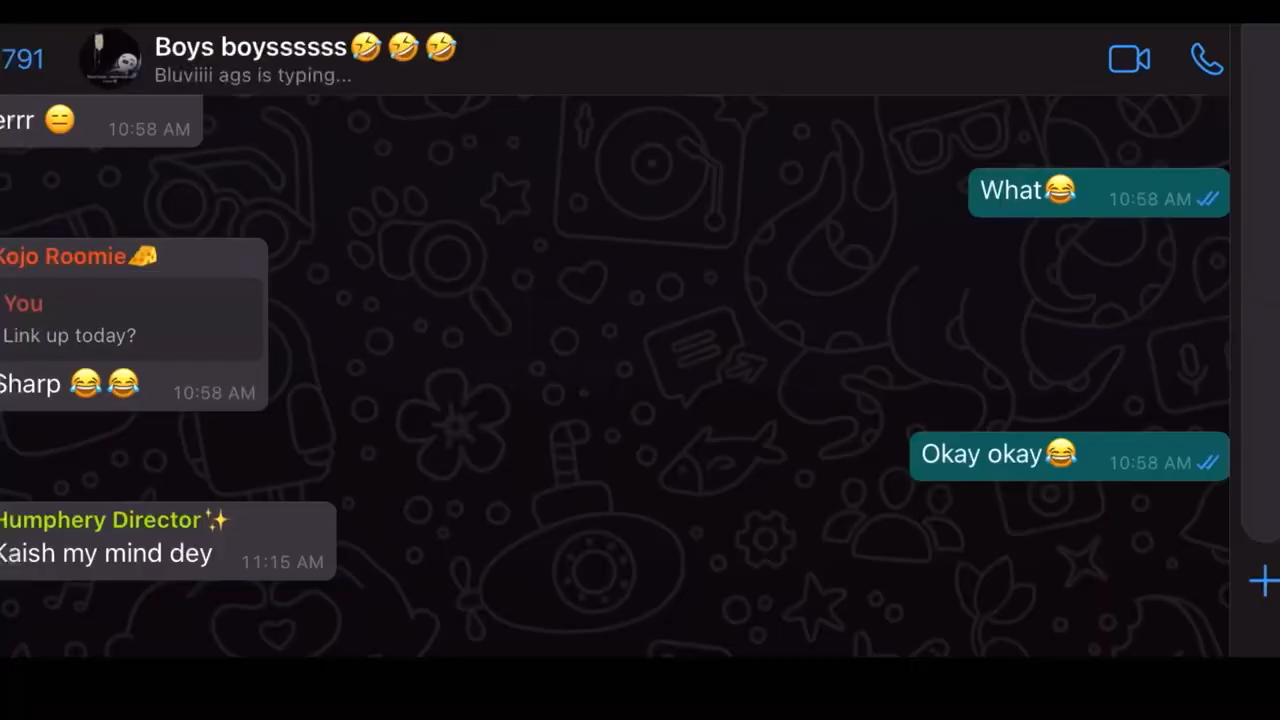 791
Boys boyssssss🤣🤣🤣
Bluviiii ags is typing...
errr 😑 10:58 AM
What😂 10:58 AM
Kojo Roomie🧀
You
Link up today?
Sharp 😂😂 10:58 AM
Okay okay😂 10:58 AM
Humphery Director✨
Kaish my mind dey 11:15 AM